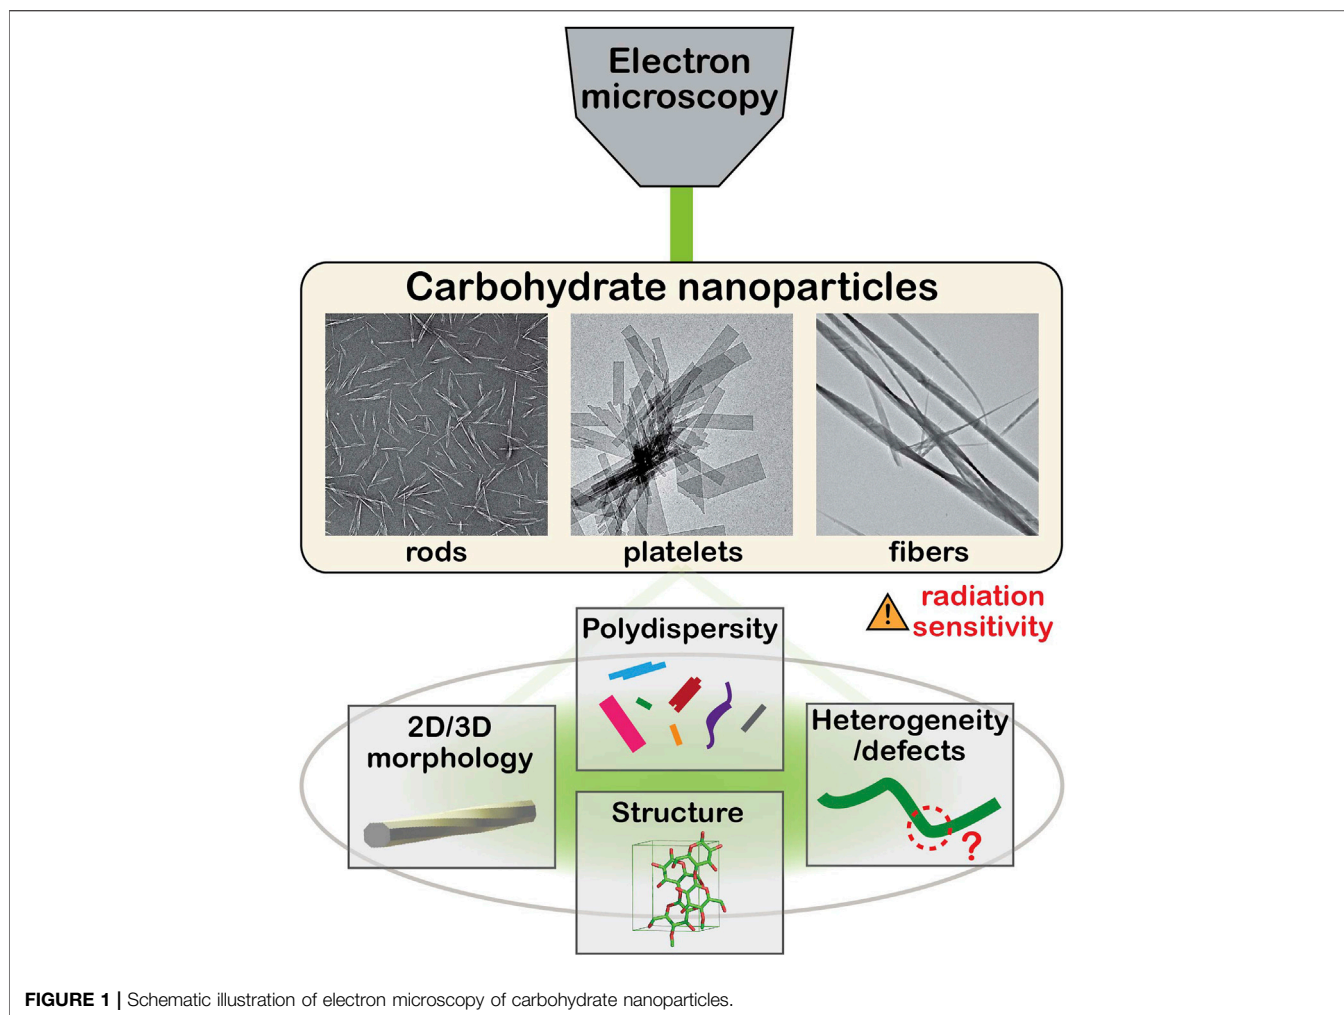 Electron
microscopy
Carbohydrate nanoparticles
rods
platelets
fibers
!
radiation
sensitivity
Polydispersity
2D/3D
morphology
Heterogeneity
/defects
?
Structure
FIGURE 1 | Schematic illustration of electron microscopy of carbohydrate nanoparticles.